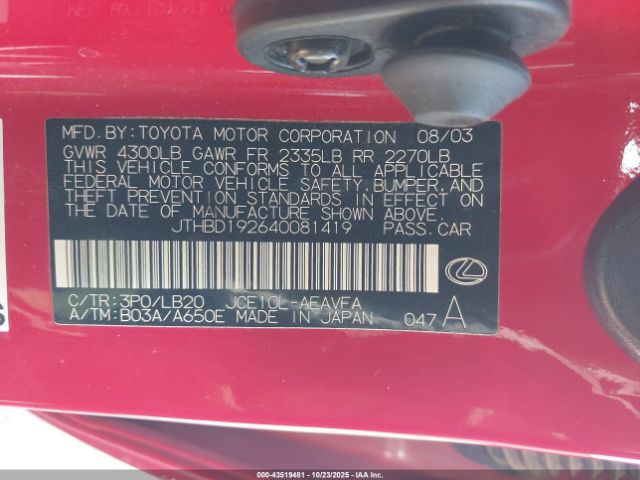 MFD.BY:TOYOTA MOTOR CORPORATION 08/03
GVWR 4300LB GAWR FR 2335LB RR 2270LB
THIS VEHICLE CONFORMS TO ALL APPLICABLE
FEDERAL MOTOR VEHICLE SAFETY,BUMPER,AND
THEFT PREVENTION STANDARDS IN EFFECT ON
THE DATE OF MANUFACTURE SHOWN ABOVE.
JTHBD192640081419 PASS.CAR
C/TR:3P0/LB20 JCE10L-AEAVFA
A/TM:B03A/A650E MADE IN JAPAN 047 A
000-43519481 - 10/23/2025 - IAA Inc.